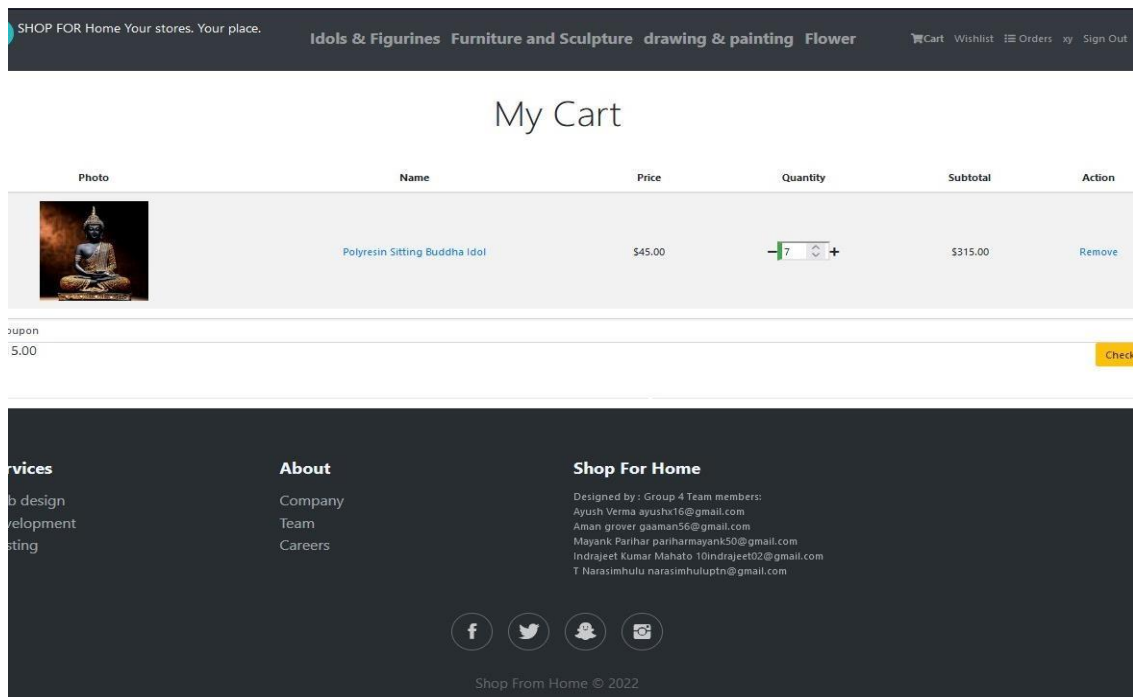 SHOP FOR Home Your stores. Your place.
Idols & Figurines Furniture and Sculpture drawing & painting Flower
Cart Wishlist Orders xy Sign Out
My Cart
Photo Name Price Quantity Subtotal Action
Polyresin Sitting Buddha Idol $45.00 7 $315.00 Remove
oupon
5.00
Check
rvices
b design
velopment
sting
About
Company
Team
Careers
Shop For Home
Designed by : Group 4 Team members:
Ayush Verma ayushx16@gmail.com
Aman grover gaaman56@gmail.com
Mayank Parihar pariharmayank50@gmail.com
Indrajeet Kumar Mahato 10indrajeet02@gmail.com
T Narasimhulu narasimhuluptn@gmail.com
Shop From Home © 2022